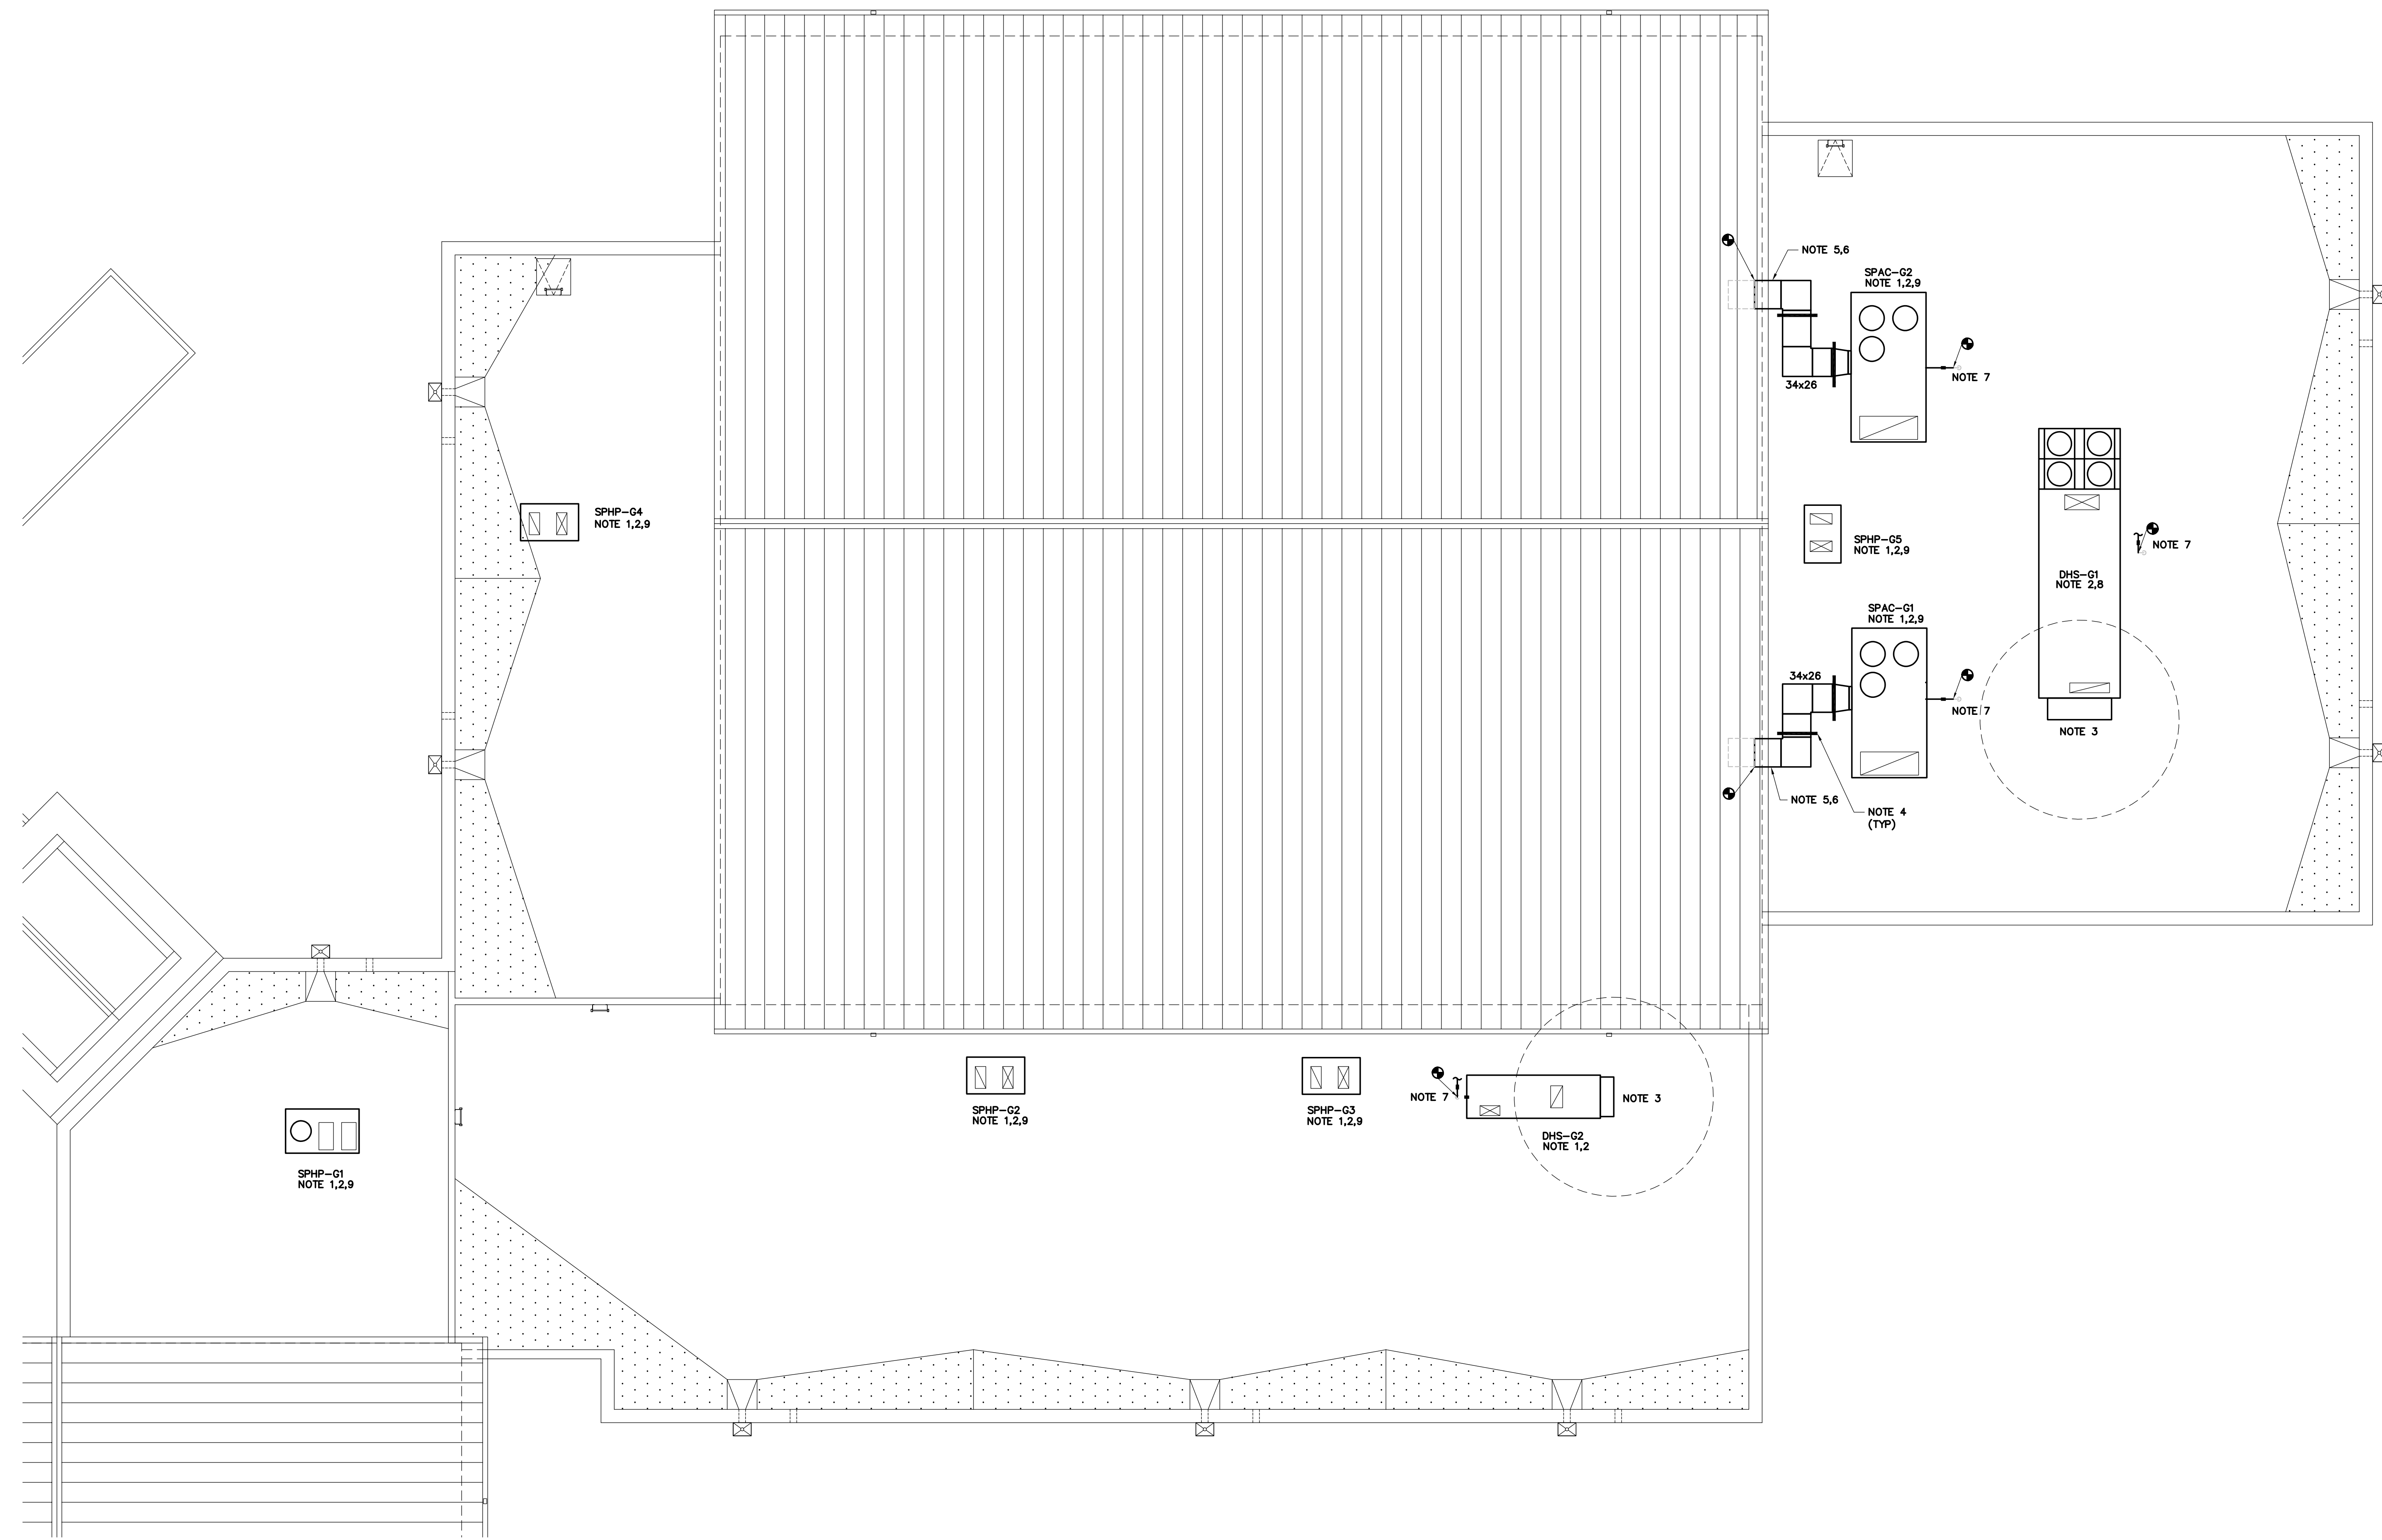 NOTE 5,6
SPAC-G2
NOTE 1,2,9
34x26
NOTE 7
SPHP-G4
NOTE 1,2,9
SPHP-G5
NOTE 1,2,9
NOTE 7
DHS-G1
NOTE 2,8
SPAC-G1
NOTE 1,2,9
34x26
NOTE 7
NOTE 3
NOTE 5,6
NOTE 4
(TYP)
NOTE 7
NOTE 3
SPHP-G2
NOTE 1,2,9
SPHP-G3
NOTE 1,2,9
DHS-G2
NOTE 1,2
SPHP-G1
NOTE 1,2,9